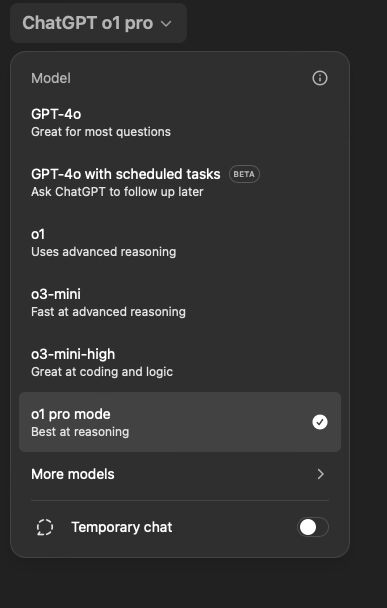 ChatGPT o1 pro
Model
GPT-4o
Great for most questions
GPT-4o with scheduled tasks BETA
Ask ChatGPT to follow up later
o1
Uses advanced reasoning
o3-mini
Fast at advanced reasoning
o3-mini-high
Great at coding and logic
o1 pro mode
Best at reasoning
More models
Temporary chat